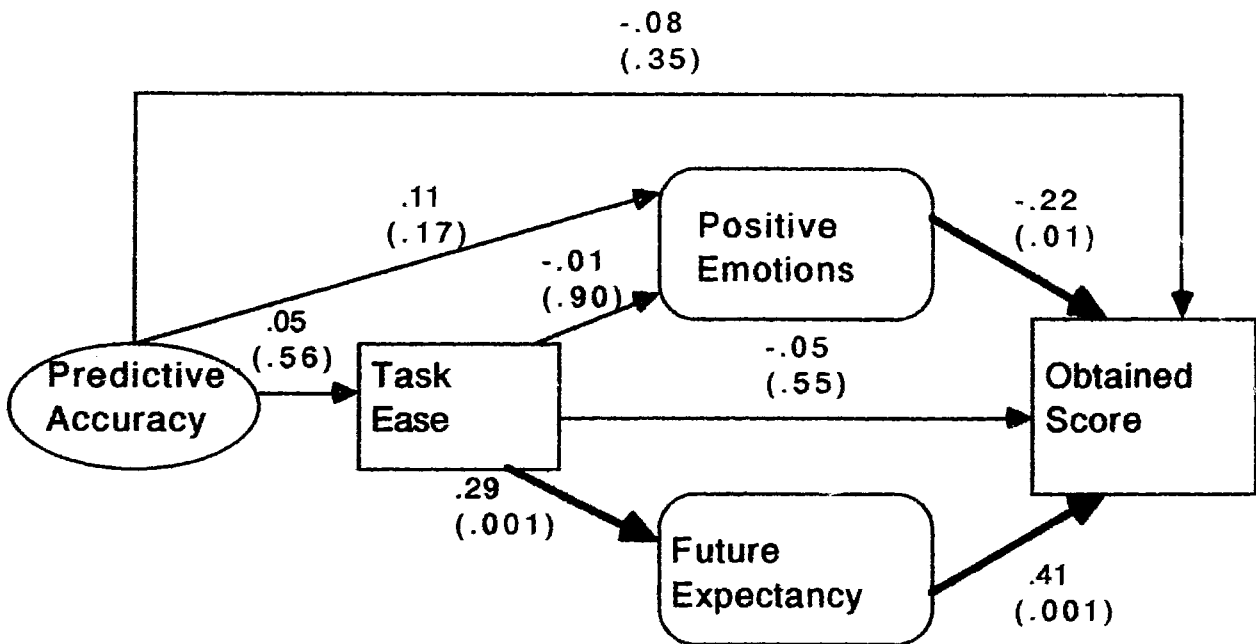 -.08
(.35)
.11
(.17)
Positive
Emotions
-.22
(.01)
-.01
(.90)
.05
(.56)
Predictive
Accuracy
Task
Ease
-.05
(.55)
Obtained
Score
.29
(.001)
Future
Expectancy
.41
(.001)